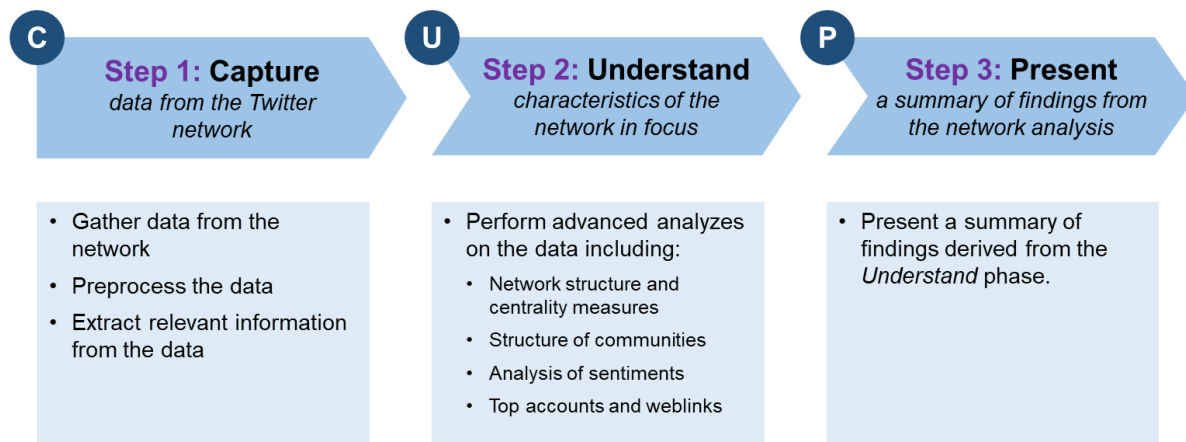 C
Step 1: Capture
data from the Twitter
network
• Gather data from the
network
• Preprocess the data
• Extract relevant information
from the data
U
Step 2: Understand
characteristics of the
network in focus
• Perform advanced analyzes
on the data including:
• Network structure and
centrality measures
• Structure of communities
• Analysis of sentiments
• Top accounts and weblinks
P
Step 3: Present
a summary of findings from
the network analysis
• Present a summary of
findings derived from the
Understand phase.